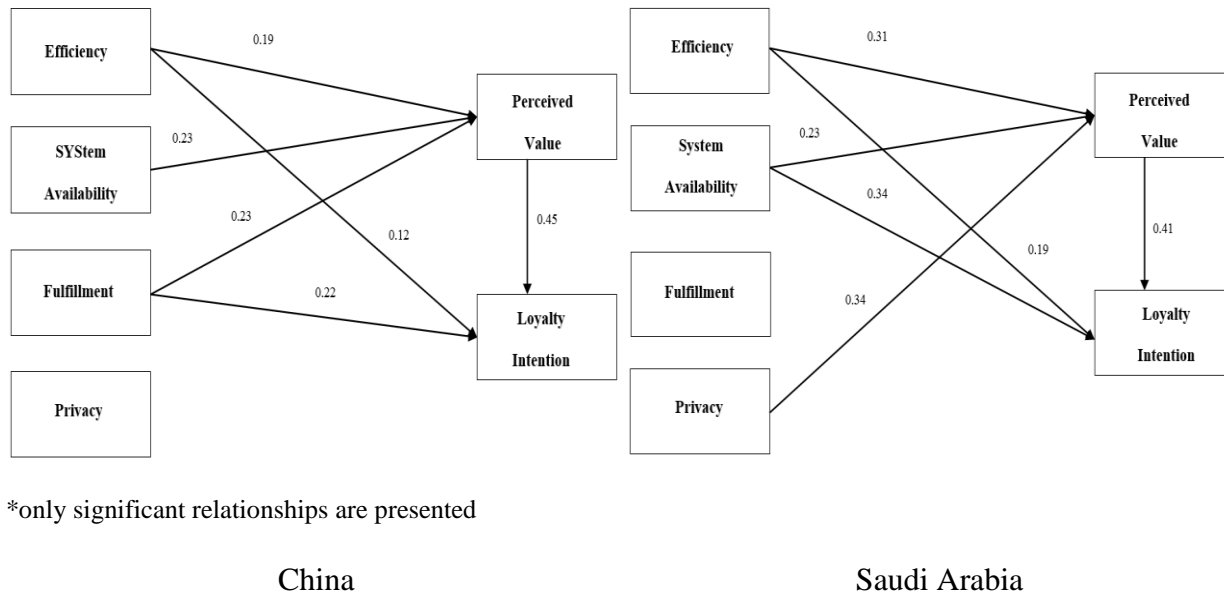 Efficiency
0.19
Perceived
Value
SYStem
Availability
0.23
0.23
0.45
0.12
Fulfillment
0.22
Loyalty
Intention
Privacy
Efficiency
0.31
Perceived
Value
System
Availability
0.23
0.34
0.41
0.19
Fulfillment
0.34
Loyalty
Intention
Privacy
*only significant relationships are presented
China
Saudi Arabia